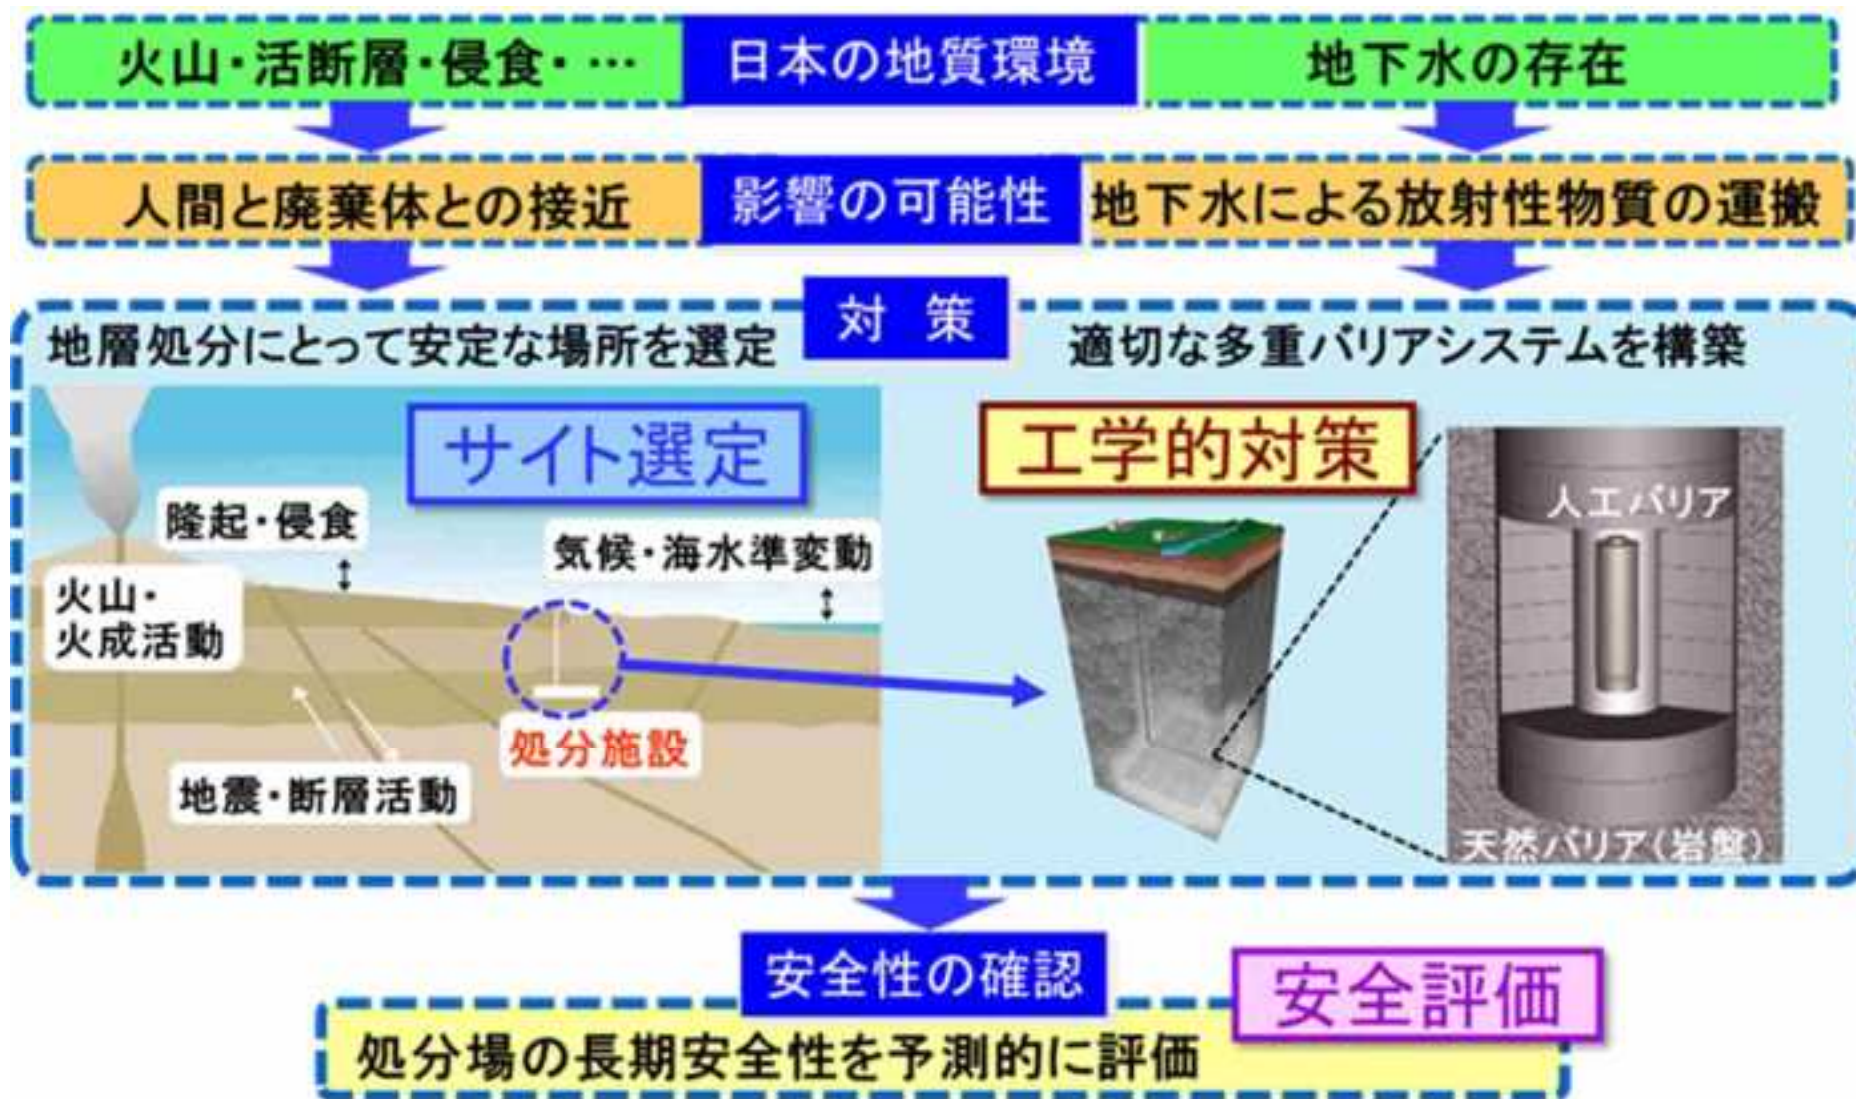 火山・活断層・侵食・…
日本の地質環境
地下水の存在
人間と廃棄体との接近
影響の可能性
地下水による放射性物質の運搬
対 策
地層処分にとって安定な場所を選定
適切な多重バリアシステムを構築
サイト選定
工学的対策
隆起・侵食
気候・海水準変動
火山・
火成活動
処分施設
地震・断層活動
人工バリア
天然バリア(岩盤)
安全性の確認
安全評価
処分場の長期安全性を予測的に評価